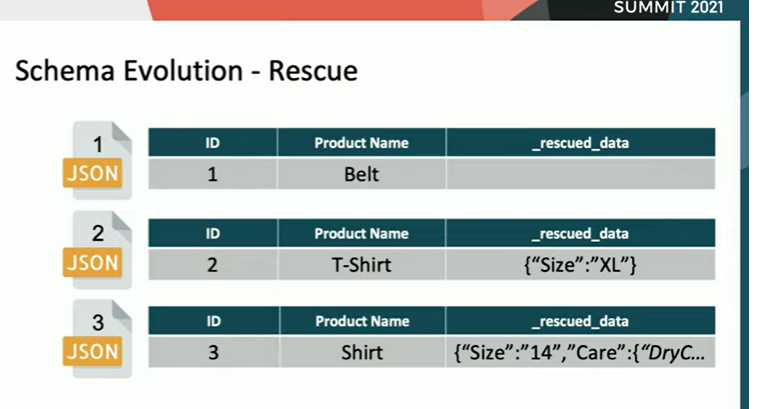 SUMMIT 2021
Schema Evolution - Rescue
1
JSON
ID Product Name _rescued_data
1 Belt
2
JSON
ID Product Name _rescued_data
2 T-Shirt {“Size”:”XL”}
3
JSON
ID Product Name _rescued_data
3 Shirt {“Size”:”14”,”Care”:{“DryC...